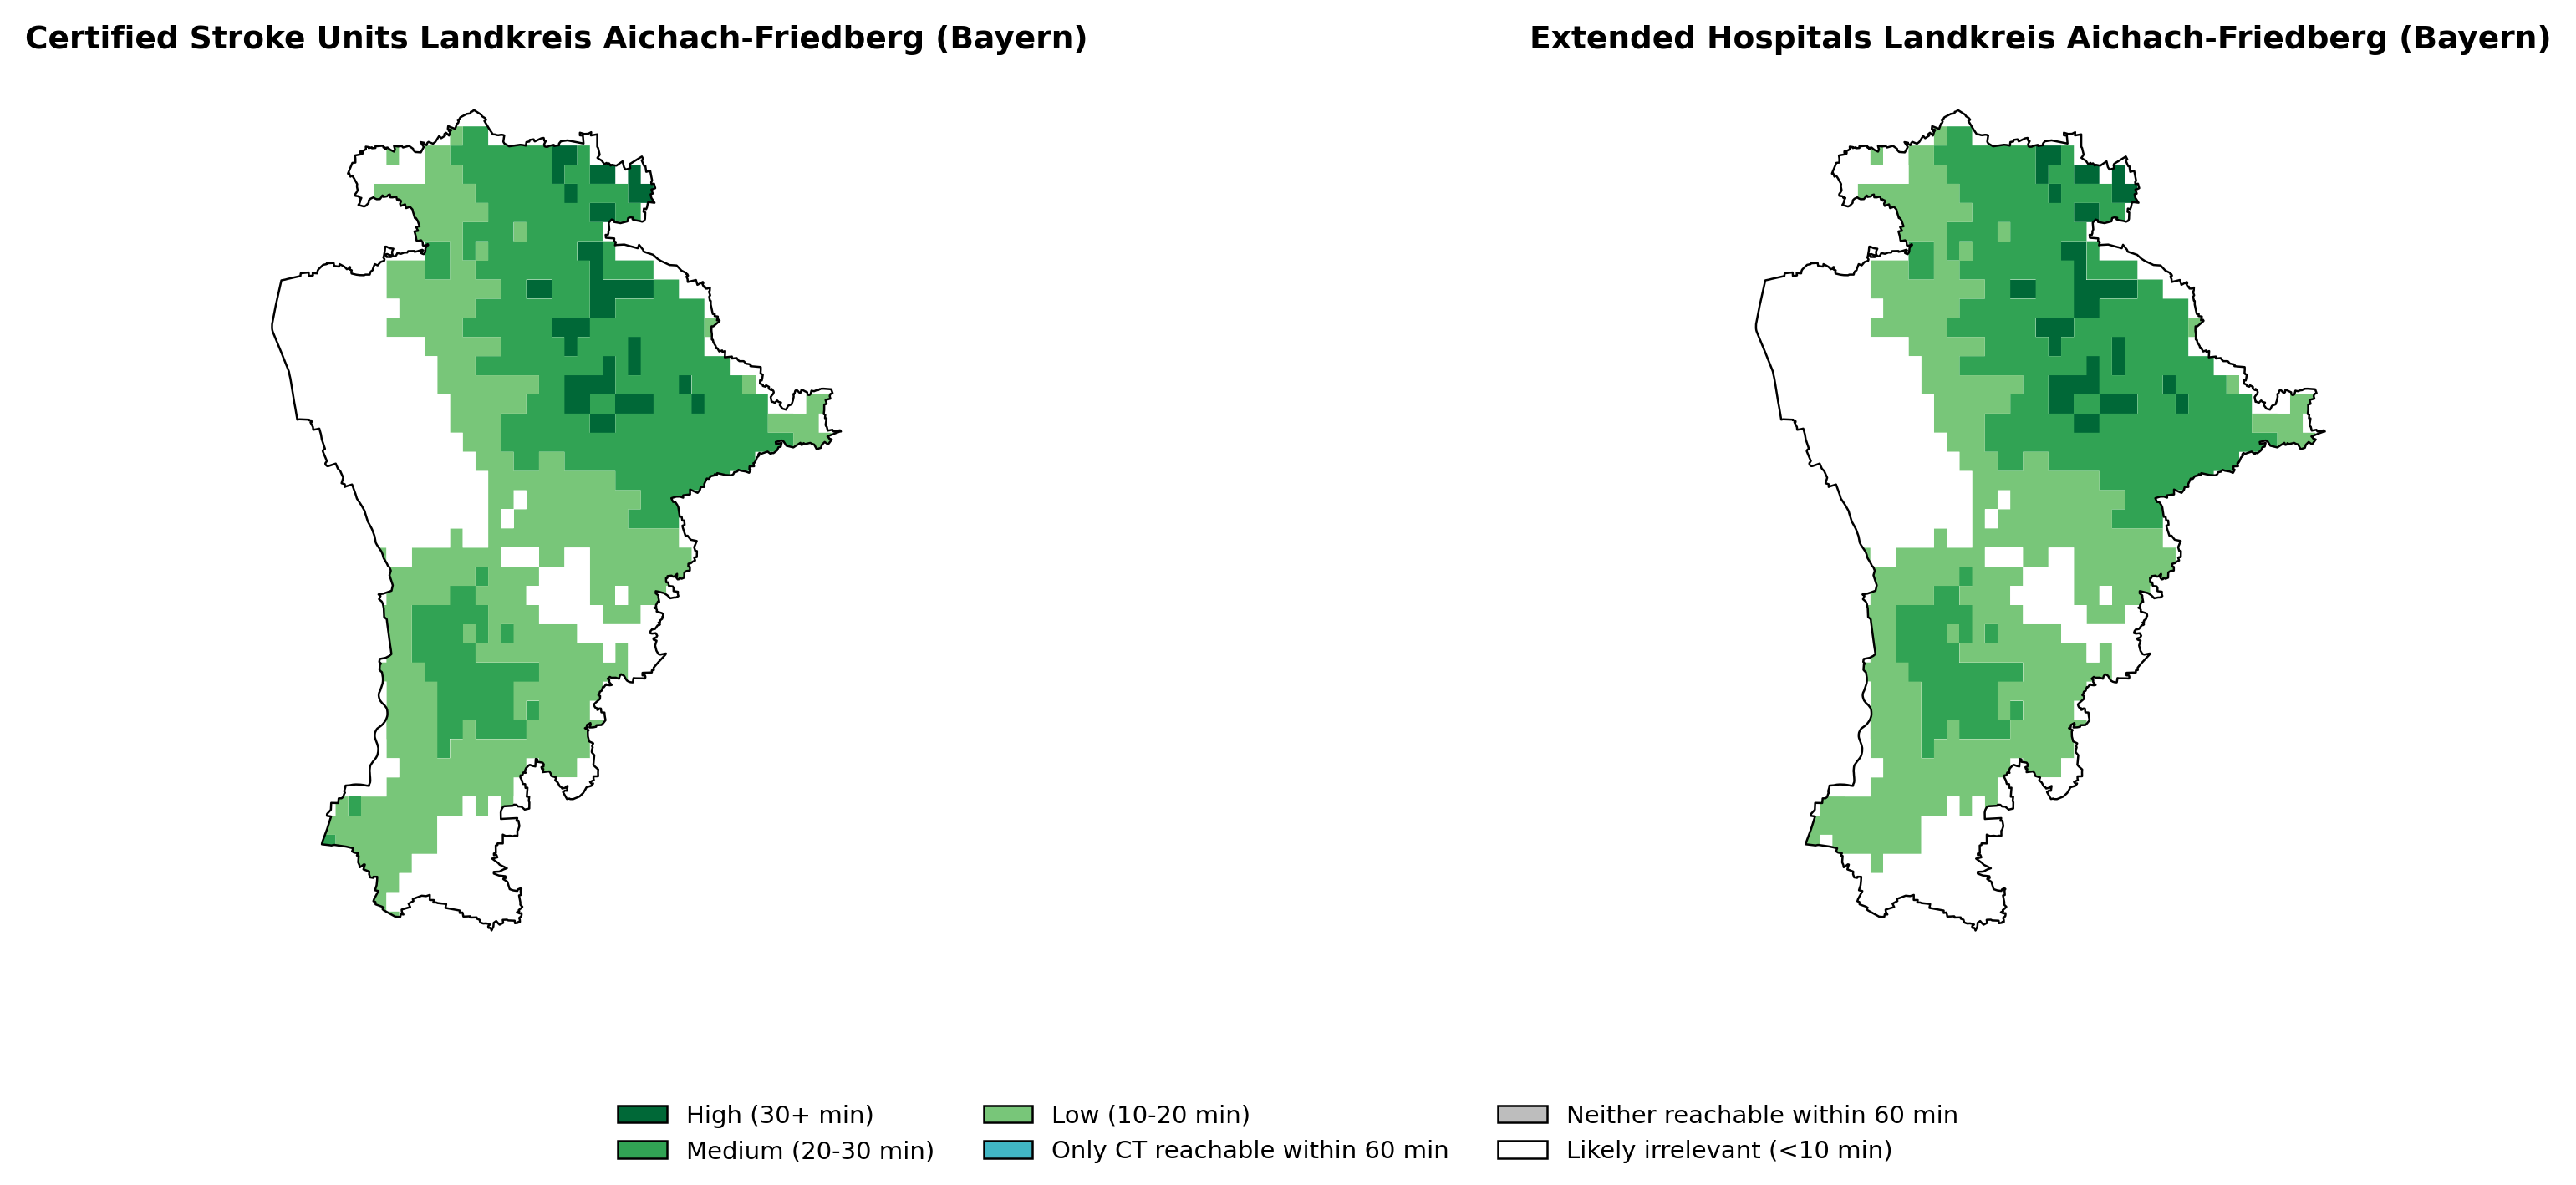 Certified Stroke Units Landkreis Aichach-Friedberg (Bayern)
Extended Hospitals Landkreis Aichach-Friedberg (Bayern)
High (30+ min)
Medium (20-30 min)
Low (10-20 min)
Only CT reachable within 60 min
Neither reachable within 60 min
Likely irrelevant (<10 min)